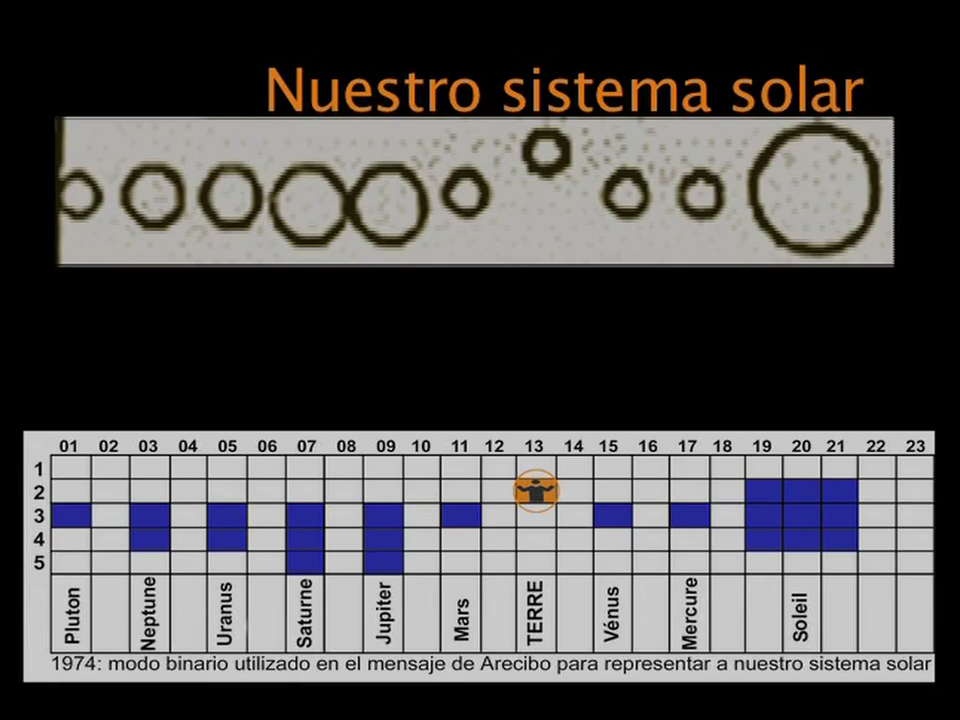 Nuestro sistema solar
01 02 03 04 05 06 07 08 09 10 11 12 13 14 15 16 17 18 19 20 21 22 23
1
2
3
4
5
Pluton Neptune Uranus Saturne Jupiter Mars TERRE Vénus Mercure Soleil
1974: modo binario utilizado en el mensaje de Arecibo para representar a nuestro sistema solar